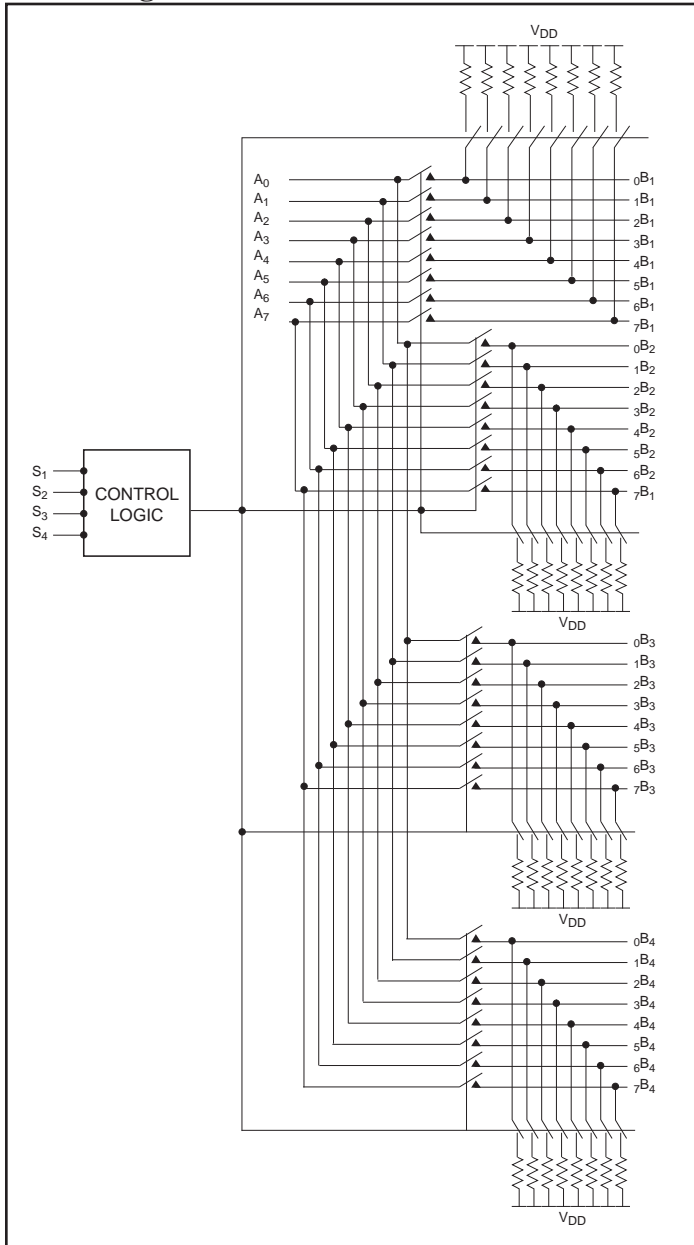 VDD
A0
0B1
A1
1B1
A2
2B1
A3
3B1
A4
4B1
A5
5B1
A6
6B1
A7
7B1
0B2
1B2
2B2
3B2
4B2
5B2
6B2
7B1
S1
S2
S3
S4
CONTROL
LOGIC
VDD
0B3
1B3
2B3
3B3
4B3
5B3
6B3
7B3
VDD
0B4
1B4
2B4
3B4
4B4
5B4
6B4
7B4
VDD